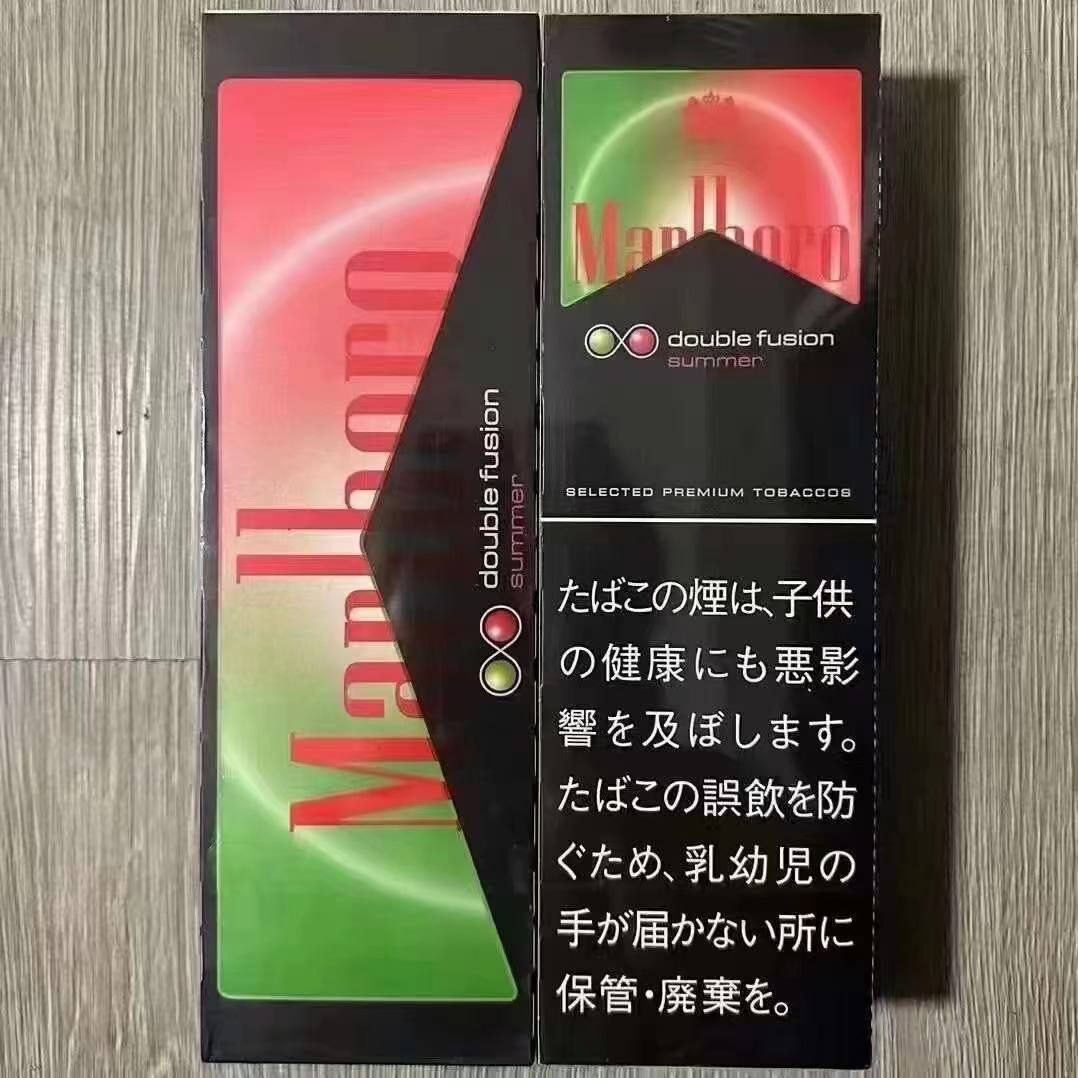 Marlboro
double fusion
summer
Marlboro
double fusion
summer
SELECTED PREMIUM TOBACCOS
たばこの煙は、子供
の健康にも悪影
響を及ぼします。
たばこの誤飲を防
ぐため、乳幼児の
手が届かない所に
保管・廃棄を。